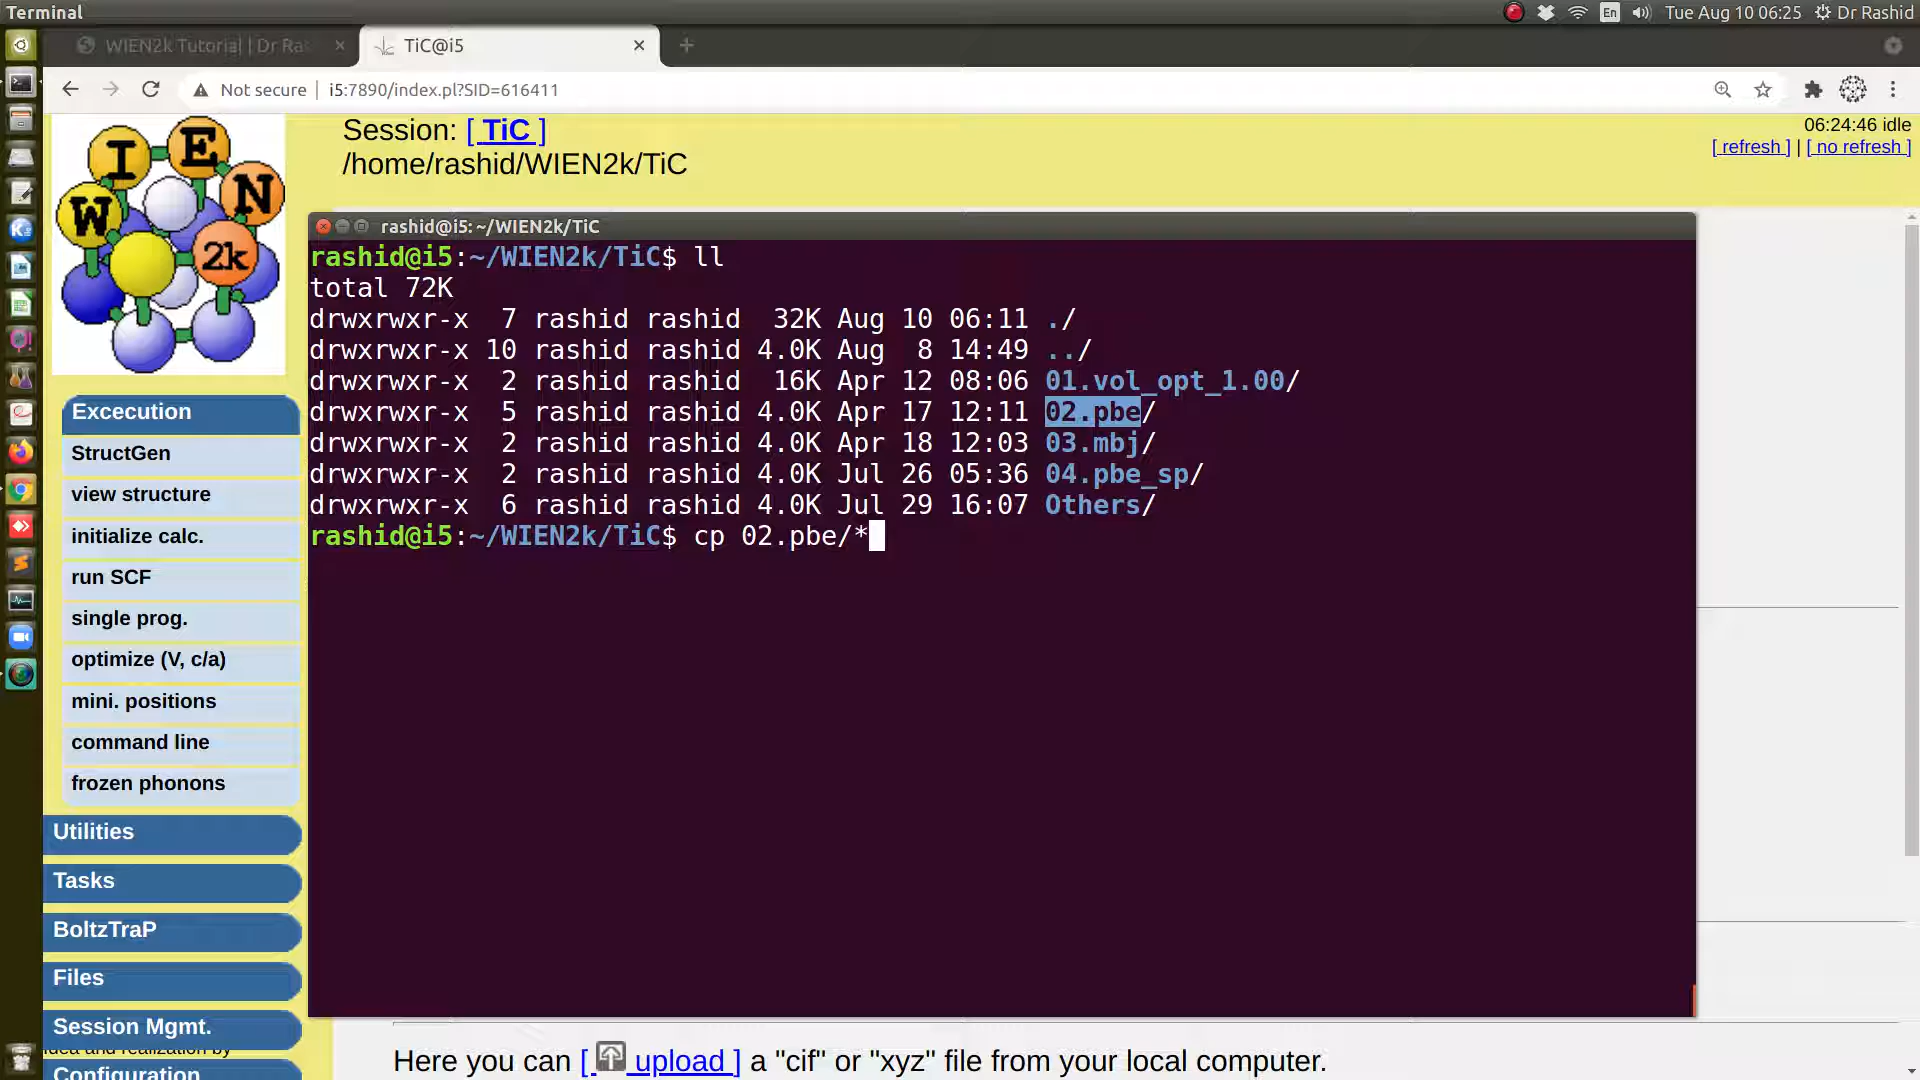 Terminal
En
Tue Aug 10 06:25
Dr Rashid
WIEN2k Tutorial | Dr Ra
TiC@i5
Not secure | i5:7890/index.pl?SID=616411
W I E N 2k
Session: [ TiC ]
/home/rashid/WIEN2k/TiC
06:24:46 idle
[ refresh ] | [ no refresh ]
rashid@i5: ~/WIEN2k/TiC
rashid@i5:~/WIEN2k/TiC$ ll
total 72K
drwxrwxr-x  7 rashid rashid  32K Aug 10 06:11 ./
drwxrwxr-x 10 rashid rashid 4.0K Aug  8 14:49 ../
drwxrwxr-x  2 rashid rashid  16K Apr 12 08:06 01.vol_opt_1.00/
drwxrwxr-x  5 rashid rashid 4.0K Apr 17 12:11 02.pbe/
drwxrwxr-x  2 rashid rashid 4.0K Apr 18 12:03 03.mbj/
drwxrwxr-x  2 rashid rashid 4.0K Jul 26 05:36 04.pbe_sp/
drwxrwxr-x  6 rashid rashid 4.0K Jul 29 16:07 Others/
rashid@i5:~/WIEN2k/TiC$ cp 02.pbe/*
Excecution
StructGen
view structure
initialize calc.
run SCF
single prog.
optimize (V, c/a)
mini. positions
command line
frozen phonons
Utilities
Tasks
BoltzTraP
Files
Session Mgmt.
idea and realization by
Configuration
Here you can [ upload ] a "cif" or "xyz" file from your local computer.